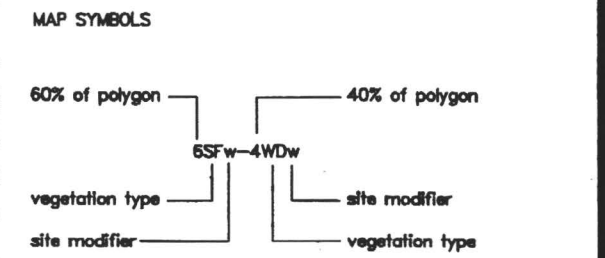 MAP SYMBOLS
60% of polygon
40% of polygon
6SFw-4WDw
vegetation type
site modifier
site modifier
vegetation type